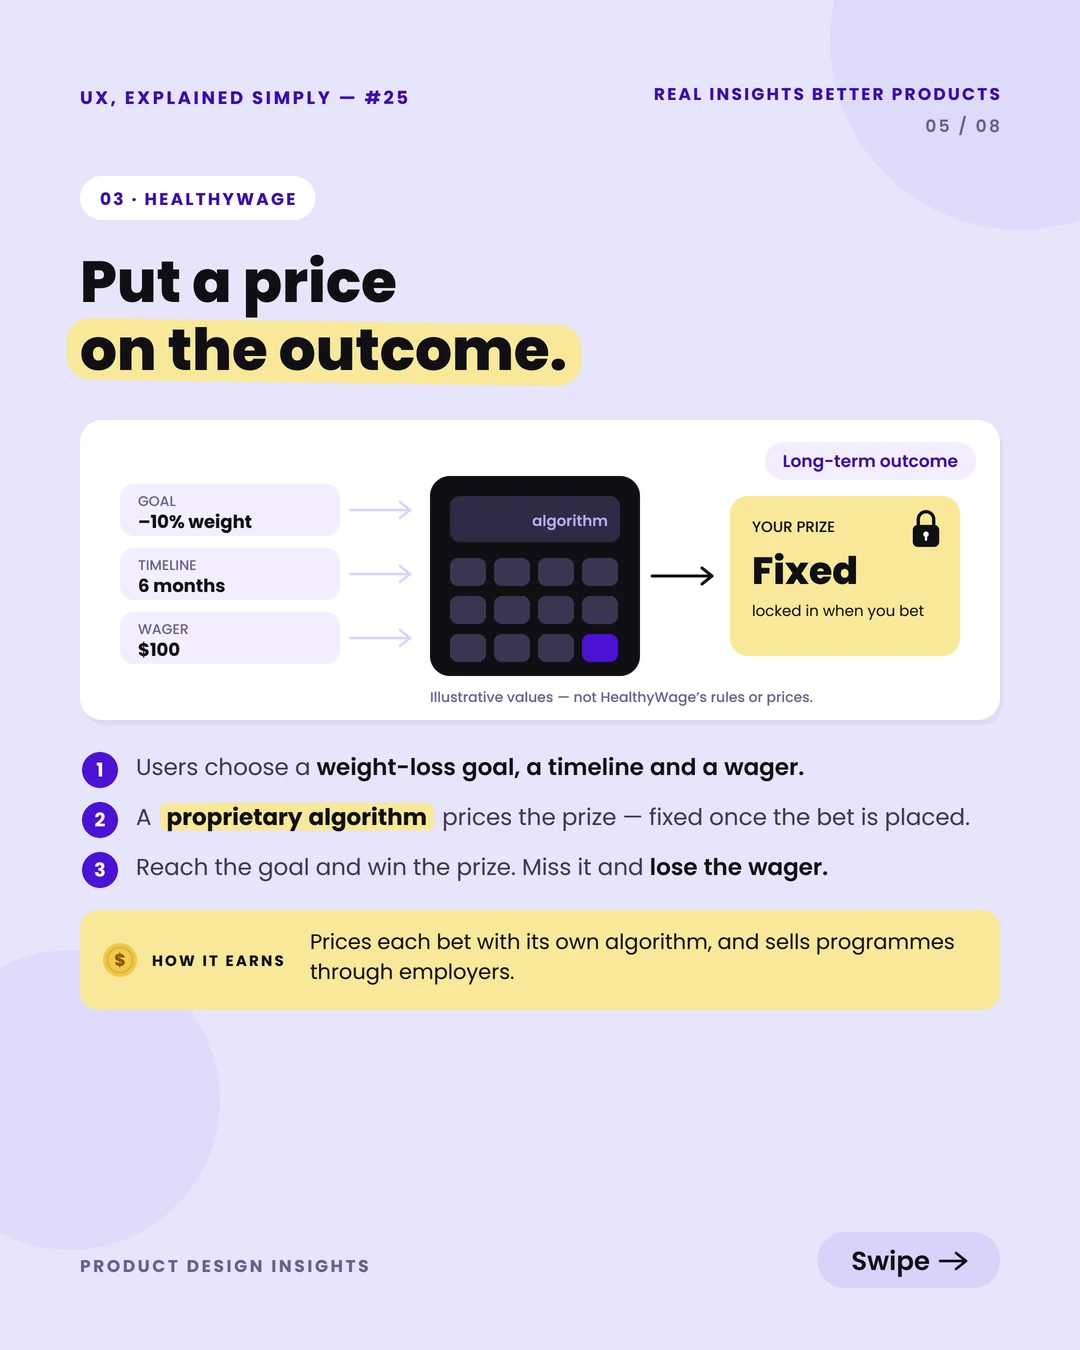 UX, EXPLAINED SIMPLY — #25
REAL INSIGHTS BETTER PRODUCTS
05 / 08
03 · HEALTHYWAGE
Put a price
on the outcome.
Long-term outcome
GOAL
−10% weight
TIMELINE
6 months
WAGER
$100
algorithm
YOUR PRIZE
Fixed
locked in when you bet
Illustrative values — not HealthyWage’s rules or prices.
1 Users choose a weight-loss goal, a timeline and a wager.
2 A proprietary algorithm prices the prize — fixed once the bet is placed.
3 Reach the goal and win the prize. Miss it and lose the wager.
$ HOW IT EARNS
Prices each bet with its own algorithm, and sells programmes
through employers.
PRODUCT DESIGN INSIGHTS
Swipe →